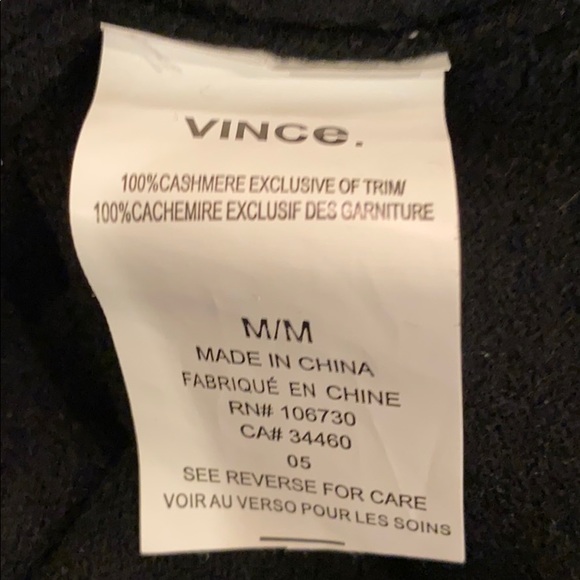 VINCe.
100%CASHMERE EXCLUSIVE OF TRIM/
100%CACHEMIRE EXCLUSIF DES GARNITURE
M/M
MADE IN CHINA
FABRIQUÉ EN CHINE
RN# 106730
CA# 34460
05
SEE REVERSE FOR CARE
VOIR AU VERSO POUR LES SOINS